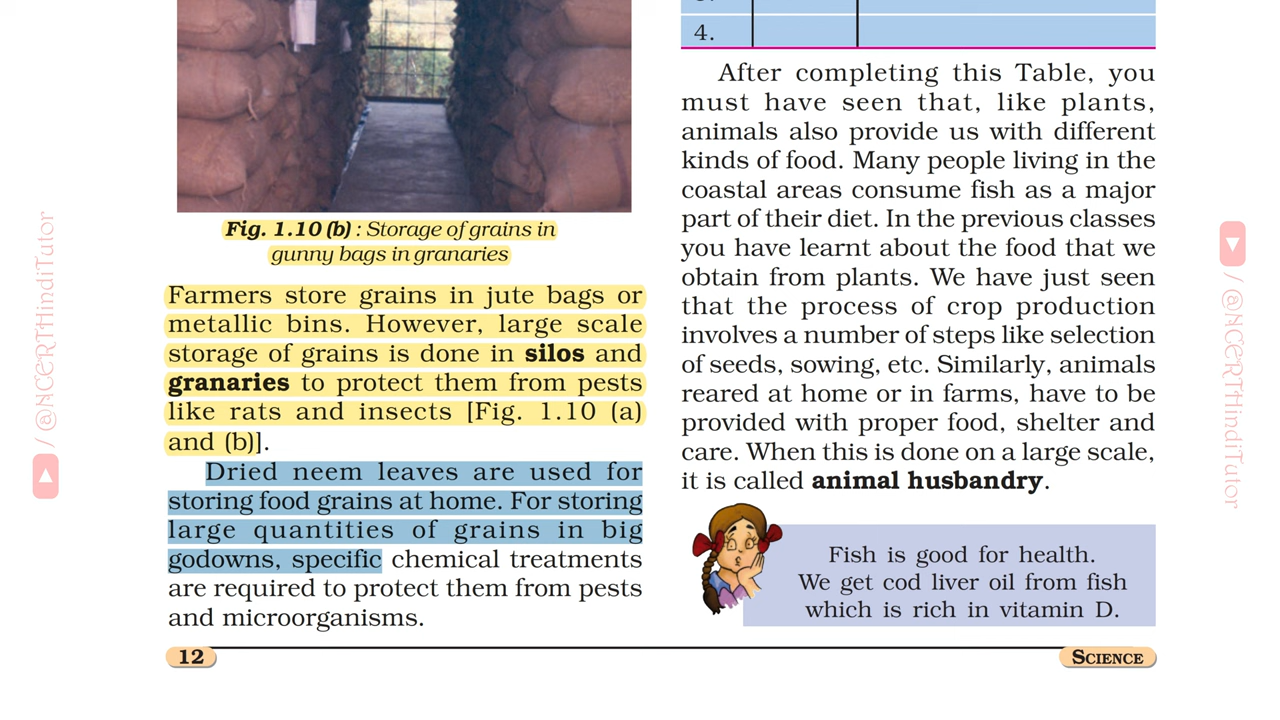 Fig. 1.10 (b) : Storage of grains in
gunny bags in granaries
Farmers store grains in jute bags or
metallic bins. However, large scale
storage of grains is done in silos and
granaries to protect them from pests
like rats and insects [Fig. 1.10 (a)
and (b)].
Dried neem leaves are used for
storing food grains at home. For storing
large quantities of grains in big
godowns, specific chemical treatments
are required to protect them from pests
and microorganisms.
4.
After completing this Table, you
must have seen that, like plants,
animals also provide us with different
kinds of food. Many people living in the
coastal areas consume fish as a major
part of their diet. In the previous classes
you have learnt about the food that we
obtain from plants. We have just seen
that the process of crop production
involves a number of steps like selection
of seeds, sowing, etc. Similarly, animals
reared at home or in farms, have to be
provided with proper food, shelter and
care. When this is done on a large scale,
it is called animal husbandry.
Fish is good for health.
We get cod liver oil from fish
which is rich in vitamin D.
12
SCIENCE
/ @NCERTHindiTutor
/ @NCERTHindiTutor